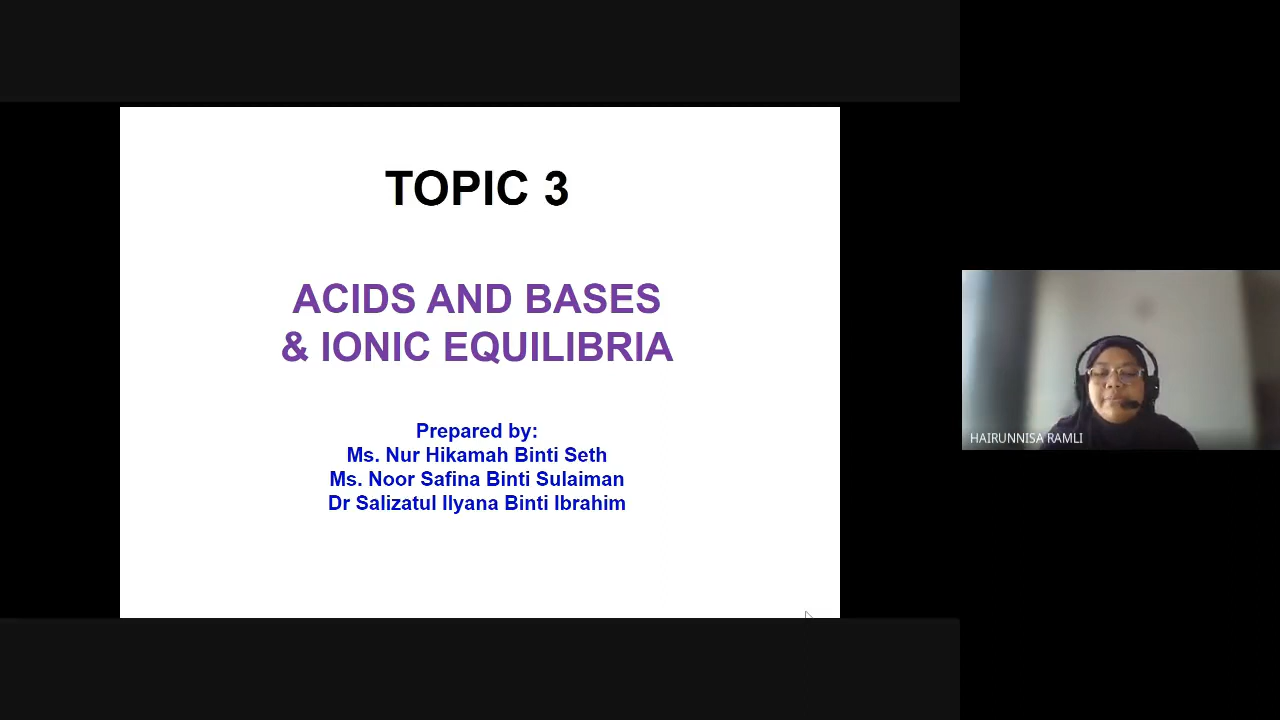 TOPIC 3
ACIDS AND BASES
& IONIC EQUILIBRIA
Prepared by:
Ms. Nur Hikamah Binti Seth
Ms. Noor Safina Binti Sulaiman
Dr Salizatul Ilyana Binti Ibrahim
HAIRUNNISA RAMLI